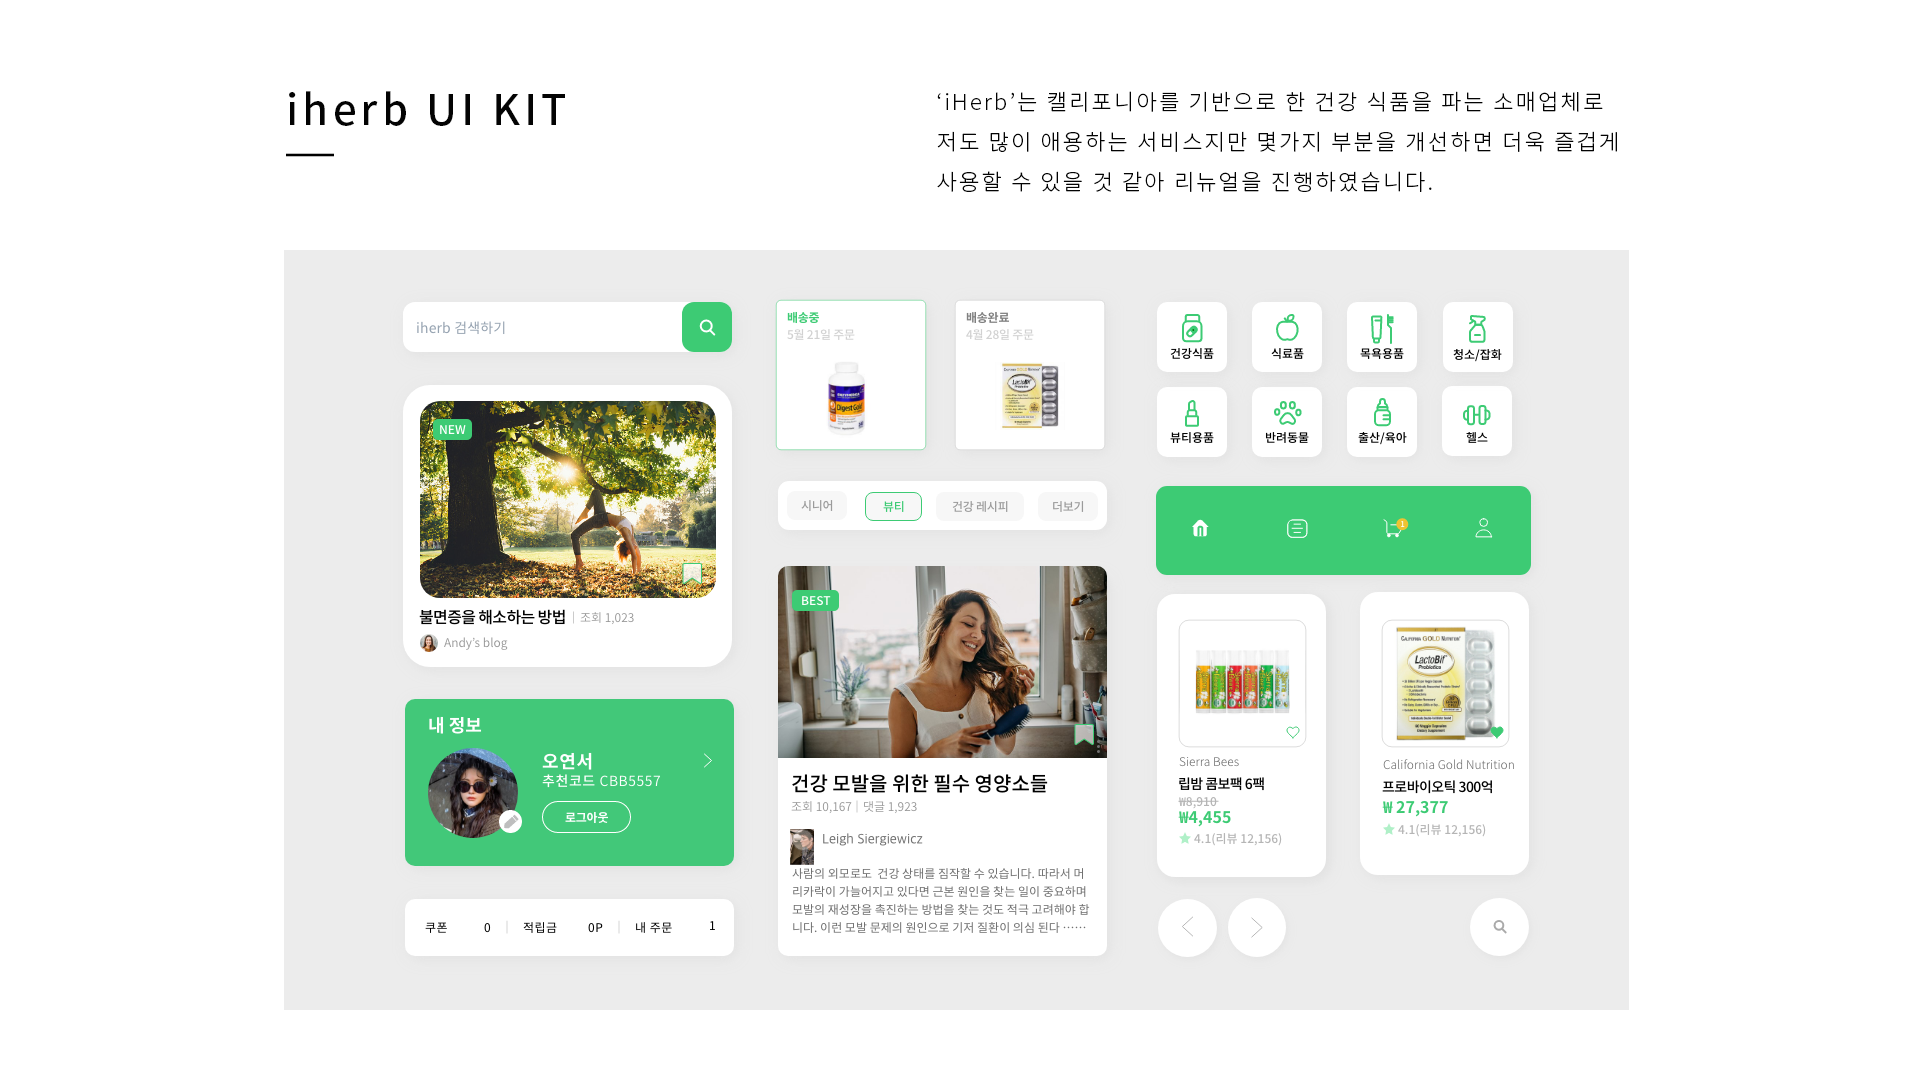 iherb UI KIT
‘iHerb’는 캘리포니아를 기반으로 한 건강 식품을 파는 소매업체로
저도 많이 애용하는 서비스지만 몇가지 부분을 개선하면 더욱 즐겁게
사용할 수 있을 것 같아 리뉴얼을 진행하였습니다.
iherb 검색하기
NEW
불면증을 해소하는 방법 | 조회 1,023
Andy’s blog
내 정보
오연서
추천코드 CBB5557
로그아웃
쿠폰 0 | 적립금 0P | 내 주문 1
배송중
5월 21일 주문
Digest Gold
배송완료
4월 28일 주문
CALIFORNIA GOLD NUTRITION
LactoBif
Probiotics
시니어 뷰티 건강 레시피 더보기
BEST
건강 모발을 위한 필수 영양소들
조회 10,167 | 댓글 1,923
Leigh Siergiewicz
사람의 외모로도 건강 상태를 짐작할 수 있습니다. 따라서 머
리카락이 가늘어지고 있다면 근본 원인을 찾는 일이 중요하며
모발의 재성장을 촉진하는 방법을 찾는 것도 적극 고려해야 합
니다. 이런 모발 문제의 원인으로 기저 질환이 의심 된다 ······
건강식품 식료품 목욕용품 청소/잡화
뷰티용품 반려동물 출산/육아 헬스
1
Sierra Bees
립밤 콤보팩 6팩
₩8,910
₩4,455
4.1(리뷰 12,156)
CALIFORNIA GOLD NUTRITION
LactoBif
Probiotics
California Gold Nutrition
프로바이오틱 300억
₩ 27,377
4.1(리뷰 12,156)